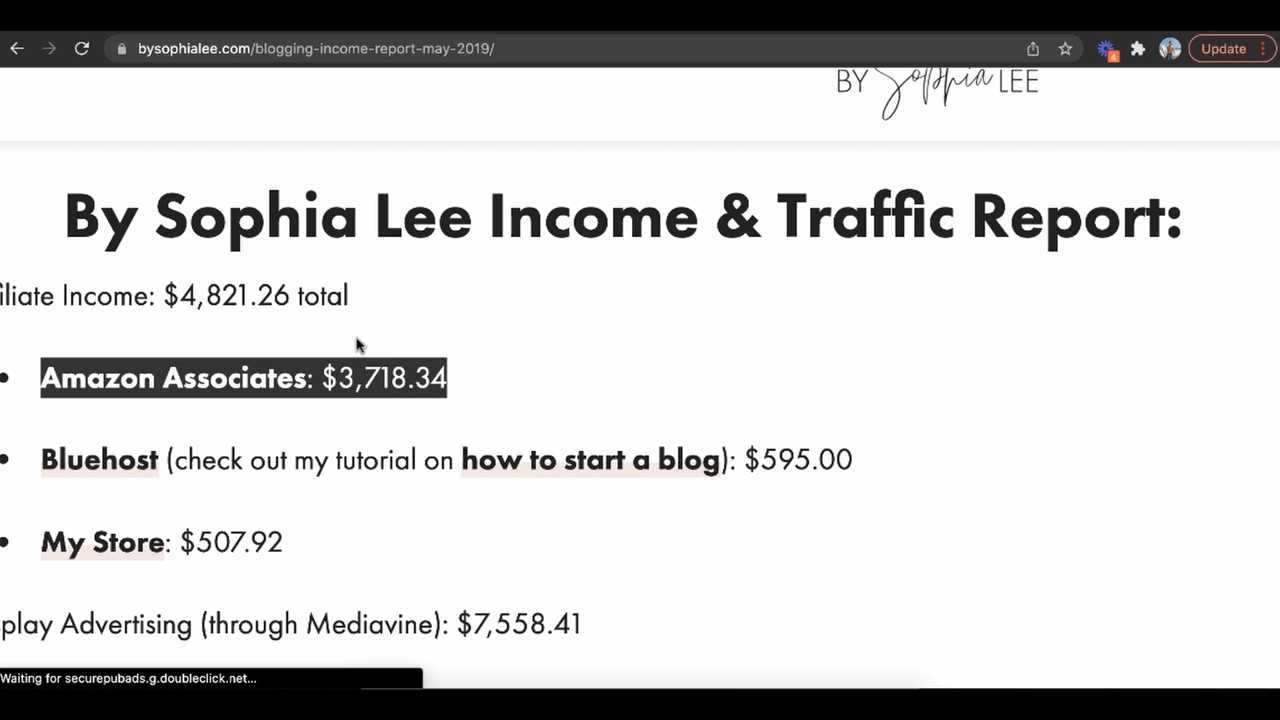 bysophialee.com/blogging-income-report-may-2019/
4
Update
BY Sophia LEE
By Sophia Lee Income & Traffic Report:
iliate Income: $4,821.26 total
Amazon Associates: $3,718.34
Bluehost (check out my tutorial on how to start a blog): $595.00
My Store: $507.92
play Advertising (through Mediavine): $7,558.41
Waiting for securepubads.g.doubleclick.net...